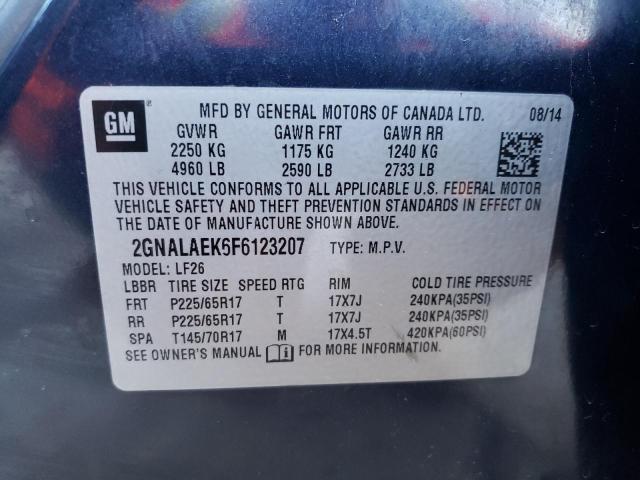 GM ®
MFD BY GENERAL MOTORS OF CANADA LTD. 08/14
GVWR GAWR FRT GAWR RR
2250 KG 1175 KG 1240 KG
4960 LB 2590 LB 2733 LB
THIS VEHICLE CONFORMS TO ALL APPLICABLE U.S. FEDERAL MOTOR
VEHICLE SAFETY AND THEFT PREVENTION STANDARDS IN EFFECT ON
THE DATE OF MANUFACTURE SHOWN ABOVE.
2GNALAEK6F6123207 TYPE: M.P.V.
MODEL: LF26
LBBR TIRE SIZE SPEED RTG RIM COLD TIRE PRESSURE
FRT P225/65R17 T 17X7J 240KPA(35PSI)
RR P225/65R17 T 17X7J 240KPA(35PSI)
SPA T145/70R17 M 17X4.5T 420KPA(60PSI)
SEE OWNER'S MANUAL i FOR MORE INFORMATION.